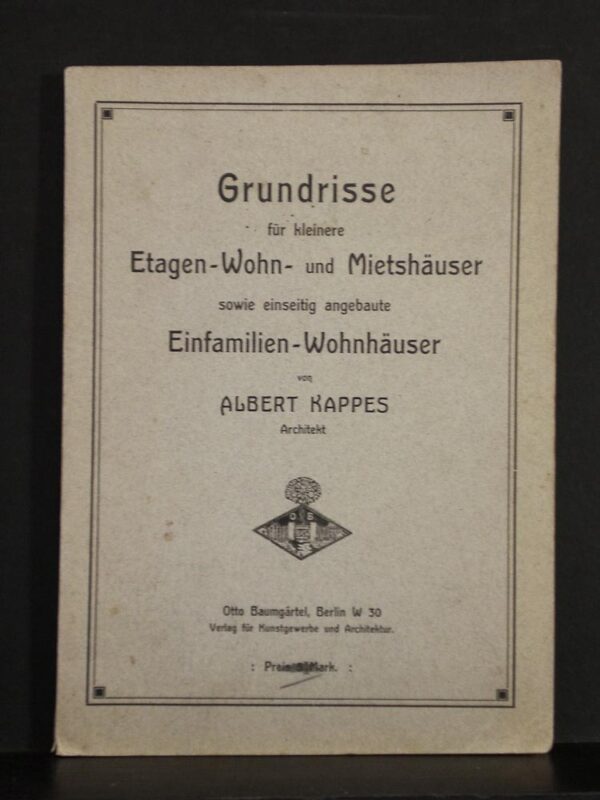 Grundrisse
für kleinere
Etagen-Wohn- und Mietshäuser
sowie einseitig angebaute
Einfamilien-Wohnhäuser
von
ALBERT KAPPES
Architekt
O B
Otto Baumgärtel, Berlin W 30
Verlag für Kunstgewerbe und Architektur.
: Preis Mark. :